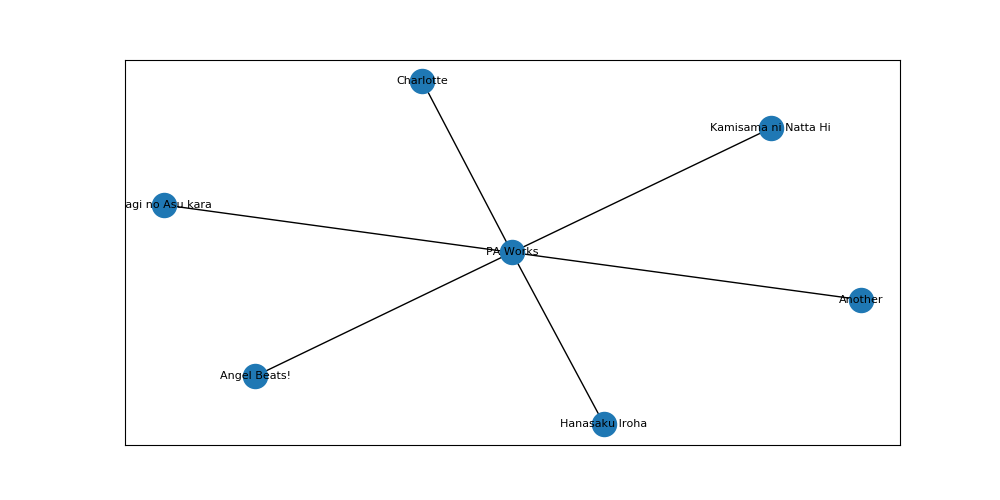 Charlotte
Kamisama ni Natta Hi
agi no Asu kara
PA Works
Another
Angel Beats!
Hanasaku Iroha